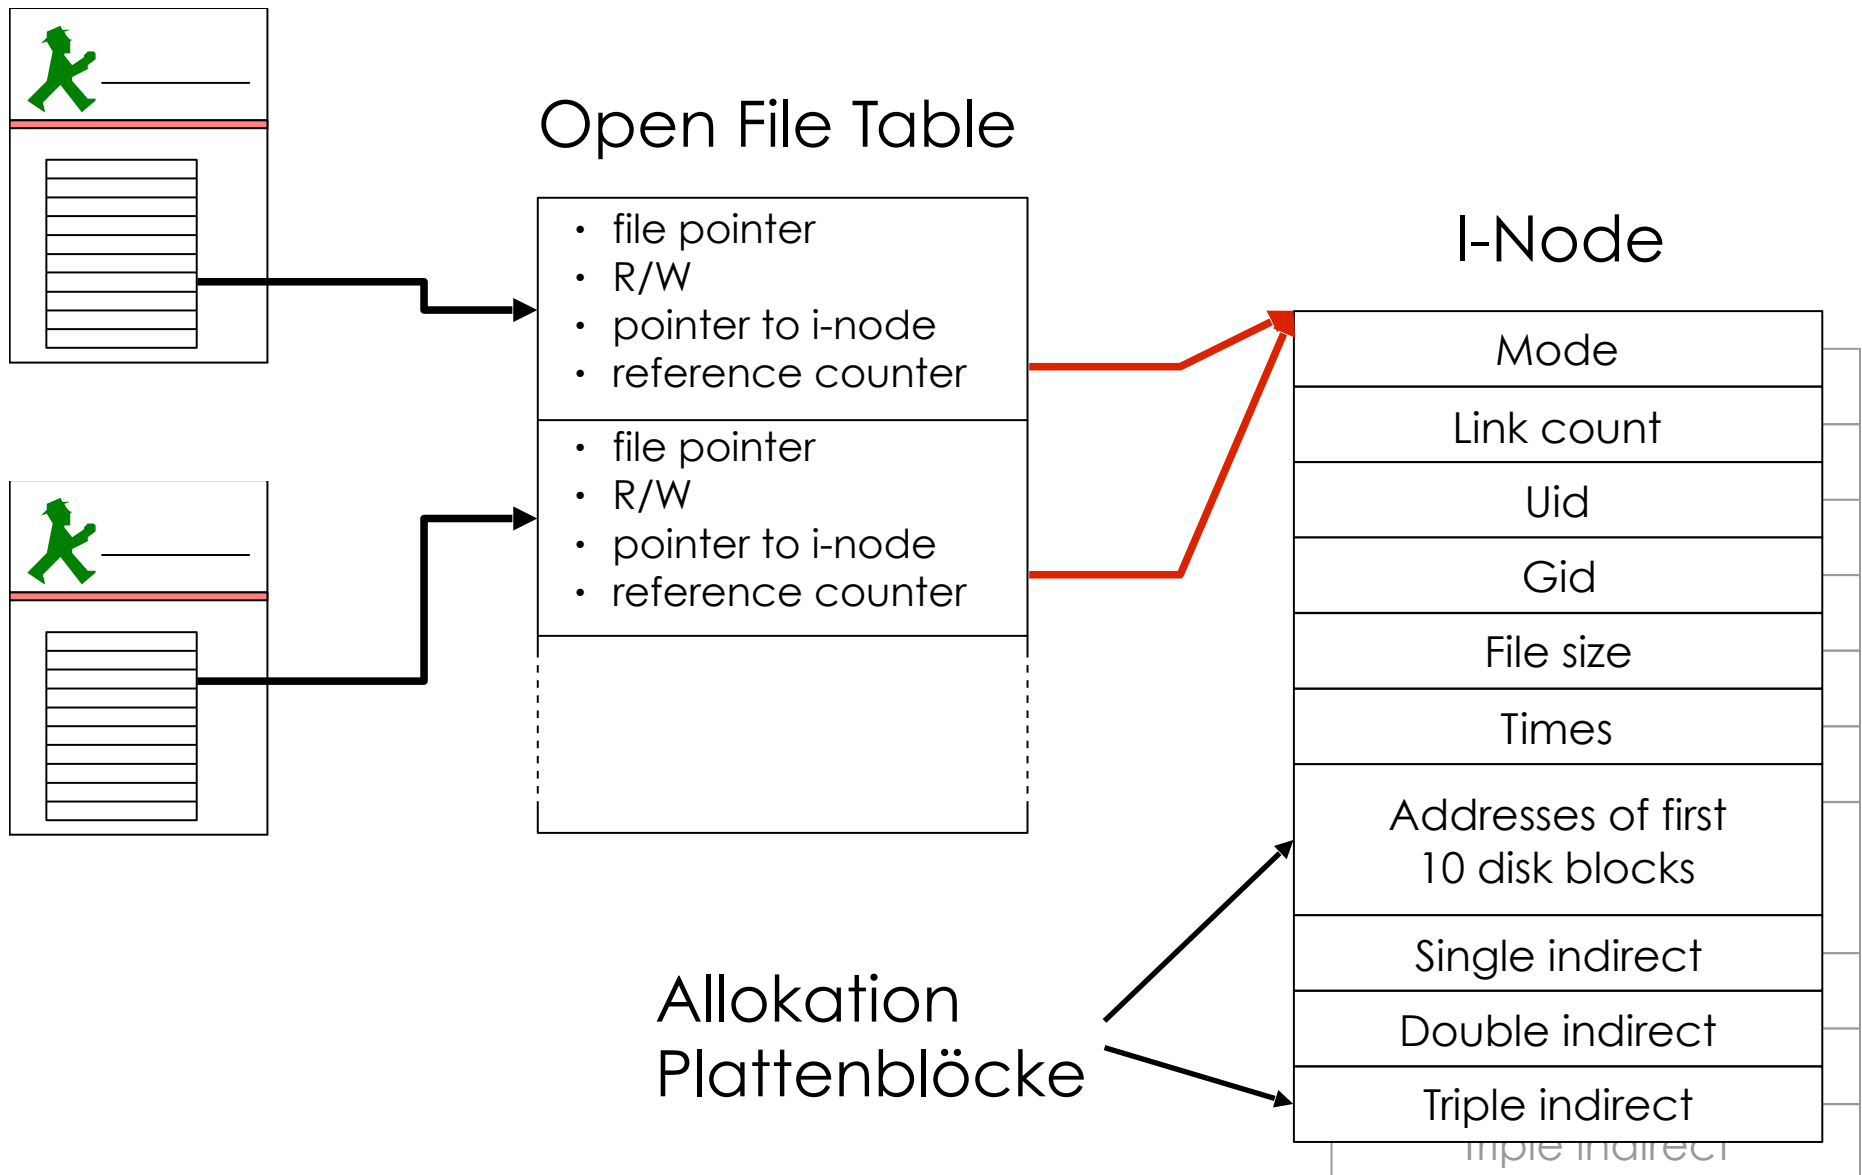 Open File Table
• file pointer
• R/W
• pointer to i-node
• reference counter
• file pointer
• R/W
• pointer to i-node
• reference counter
I-Node
Mode
Link count
Uid
Gid
File size
Times
Addresses of first
10 disk blocks
Single indirect
Double indirect
Triple indirect
Triple indirect
Allokation
Plattenblöcke